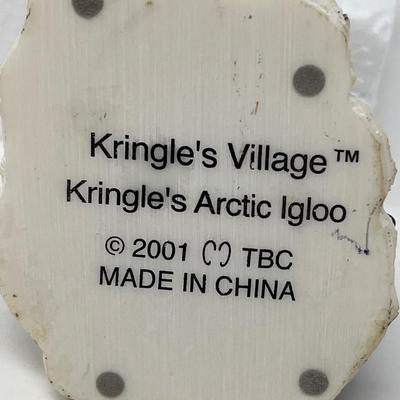 Kringle's Village™
Kringle's Arctic Igloo
© 2001 TBC
MADE IN CHINA